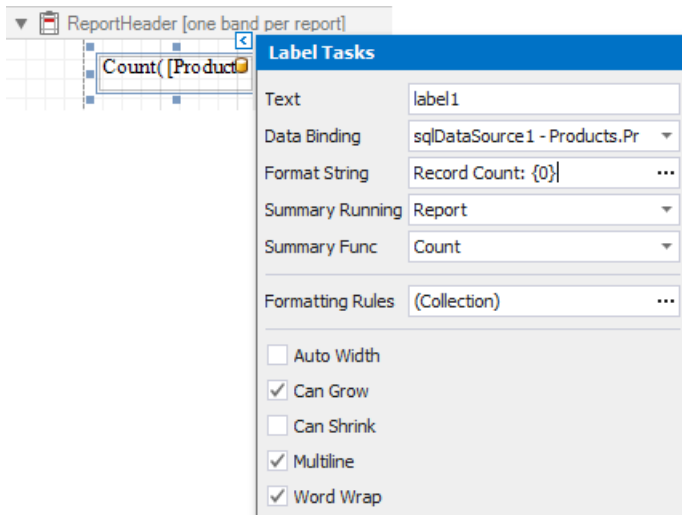 ReportHeader [one band per report]
Count( [Product
Label Tasks
Text label1
Data Binding sqlDataSource1 - Products.Pr
Format String Record Count: {0} ...
Summary Running Report
Summary Func Count
Formatting Rules (Collection) ...
Auto Width
Can Grow
Can Shrink
Multiline
Word Wrap